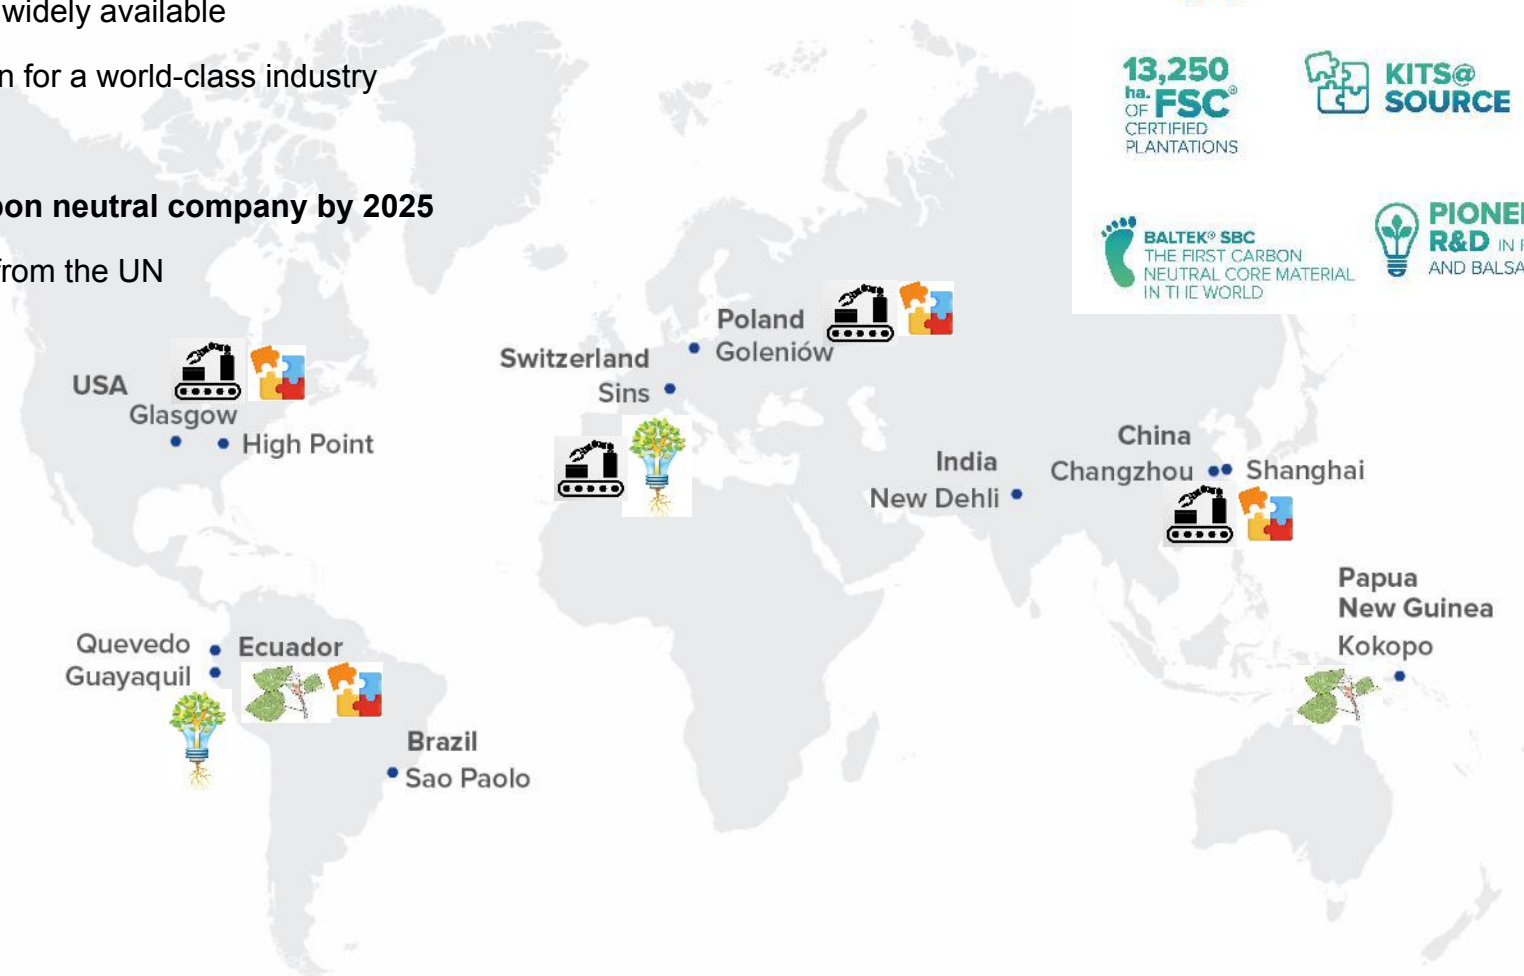 widely available
n for a world-class industry
bon neutral company by 2025
from the UN
13,250
ha.
OF FSC®
CERTIFIED
PLANTATIONS
KITS@
SOURCE
BALTEK® SBC
THE FIRST CARBON
NEUTRAL CORE MATERIAL
IN THE WORLD
PIONE
R&D IN
AND BALSA
Poland
Goleniów
Switzerland
Sins
USA
Glasgow
High Point
China
Changzhou
Shanghai
India
New Dehli
Papua
New Guinea
Kokopo
Quevedo
Ecuador
Guayaquil
Brazil
Sao Paolo